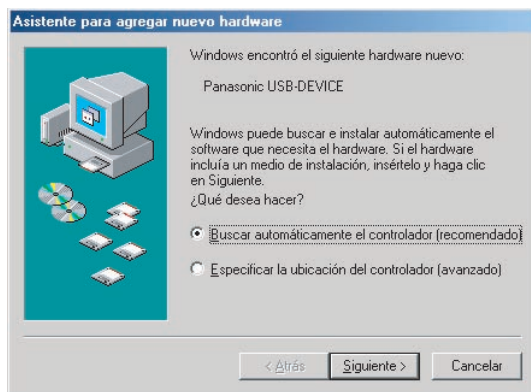 Asistente para agregar nuevo hardware
Windows encontró el siguiente hardware nuevo:
Panasonic USB-DEVICE
Windows puede buscar e instalar automáticamente el
software que necesita el hardware. Si el hardware
incluía un medio de instalación, insértelo y haga clic
en Siguiente.
¿Qué desea hacer?
Buscar automáticamente el controlador (recomendado)
Especificar la ubicación del controlador (avanzado)
< Atrás Siguiente > Cancelar